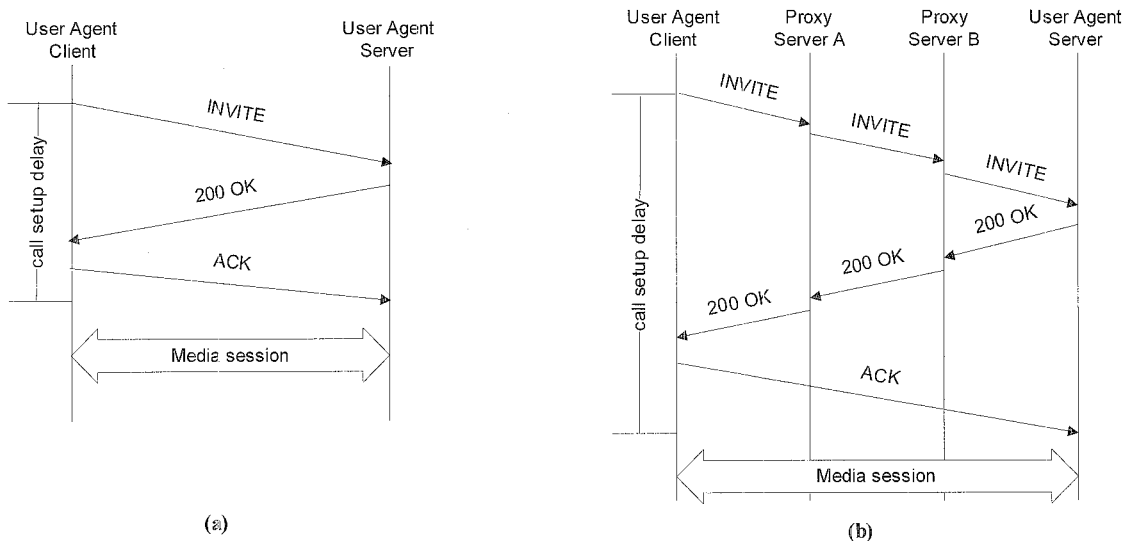 User Agent
Client
User Agent
Server
call setup delay
INVITE
200 OK
ACK
Media session
(a)
User Agent
Client
Proxy
Server A
Proxy
Server B
User Agent
Server
call setup delay
INVITE
INVITE
INVITE
200 OK
200 OK
200 OK
ACK
Media session
(b)